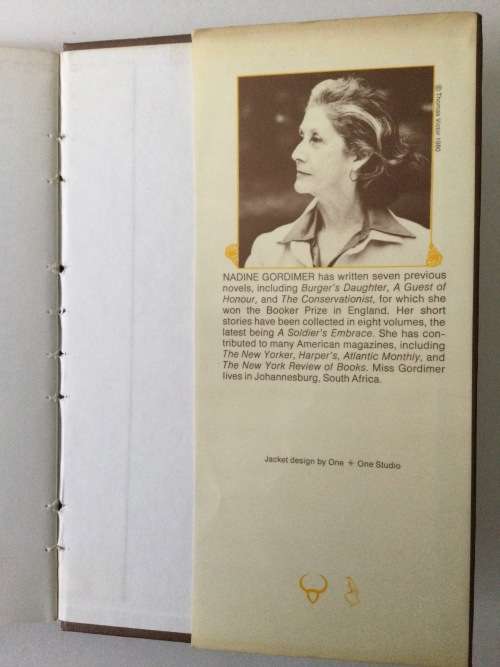 © Thomas Victor 1980
NADINE GORDIMER has written seven previous
novels, including Burger's Daughter, A Guest of
Honour, and The Conservationist, for which she
won the Booker Prize in England. Her short
stories have been collected in eight volumes, the
latest being A Soldier's Embrace. She has con-
tributed to many American magazines, including
The New Yorker, Harper's, Atlantic Monthly, and
The New York Review of Books. Miss Gordimer
lives in Johannesburg, South Africa.
Jacket design by One + One Studio